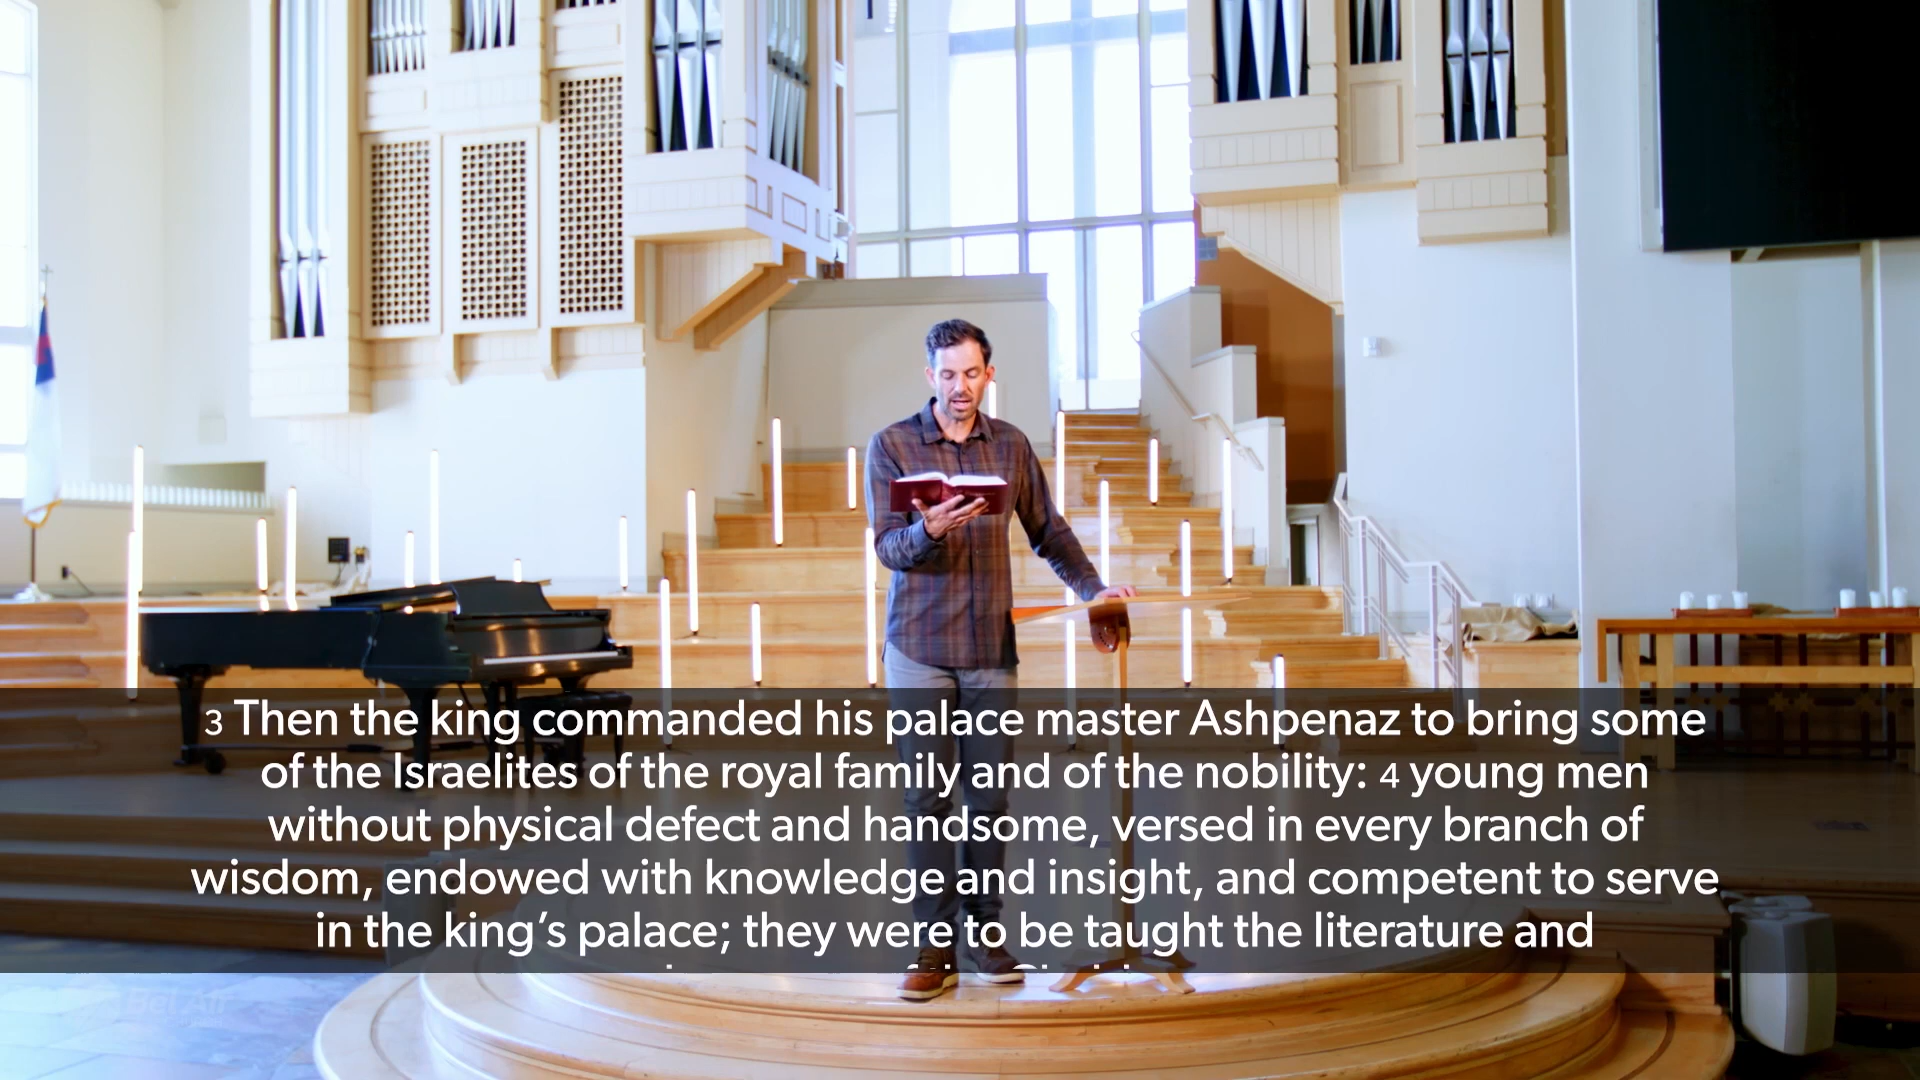 3 Then the king commanded his palace master Ashpenaz to bring some
of the Israelites of the royal family and of the nobility: 4 young men
without physical defect and handsome, versed in every branch of
wisdom, endowed with knowledge and insight, and competent to serve
in the king’s palace; they were to be taught the literature and
Bel Air